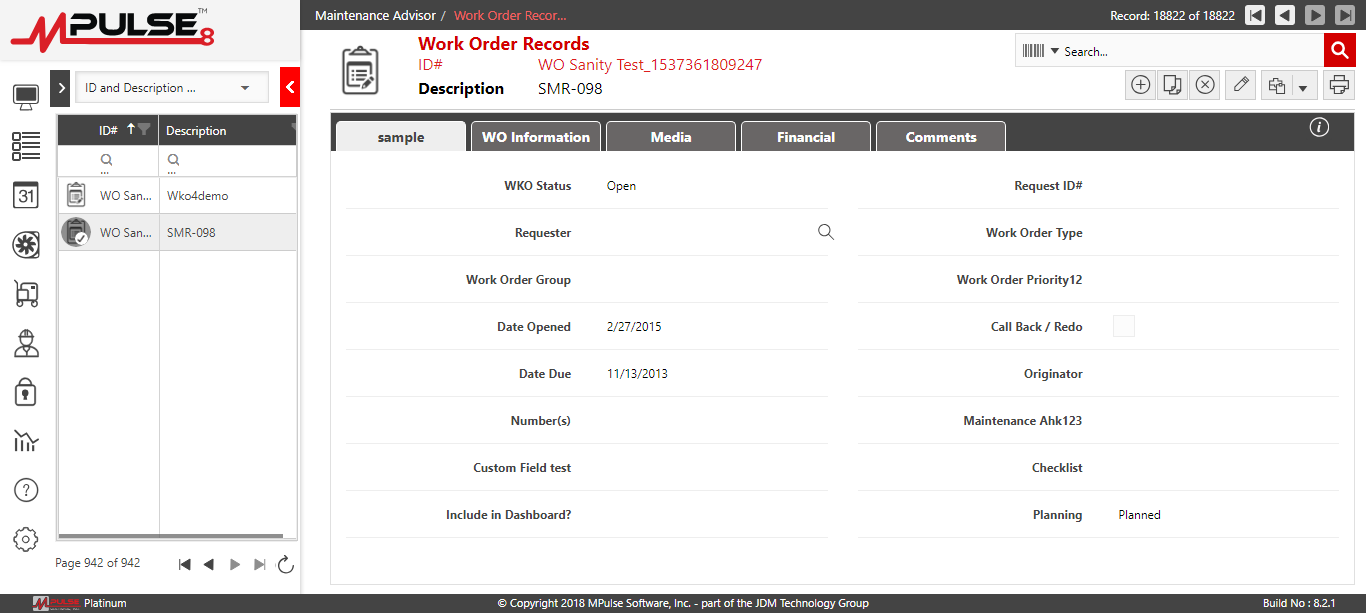 MPULSE 8 ™
Maintenance Advisor / Work Order Recor...
Record: 18822 of 18822
Work Order Records
ID# WO Sanity Test_1537361809247
Description SMR-098
Search...
ID and Description ...
ID# Description
...
...
WO San... Wko4demo
WO San... SMR-098
31
?
Page 942 of 942
sample WO Information Media Financial Comments
i
WKO Status Open
Request ID#
Requester
Work Order Type
Work Order Group
Work Order Priority12
Date Opened 2/27/2015
Call Back / Redo
Date Due 11/13/2013
Originator
Number(s)
Maintenance Ahk123
Custom Field test
Checklist
Include in Dashboard?
Planning Planned
MPULSE Platinum
© Copyright 2018 MPulse Software, Inc. - part of the JDM Technology Group
Build No : 8.2.1